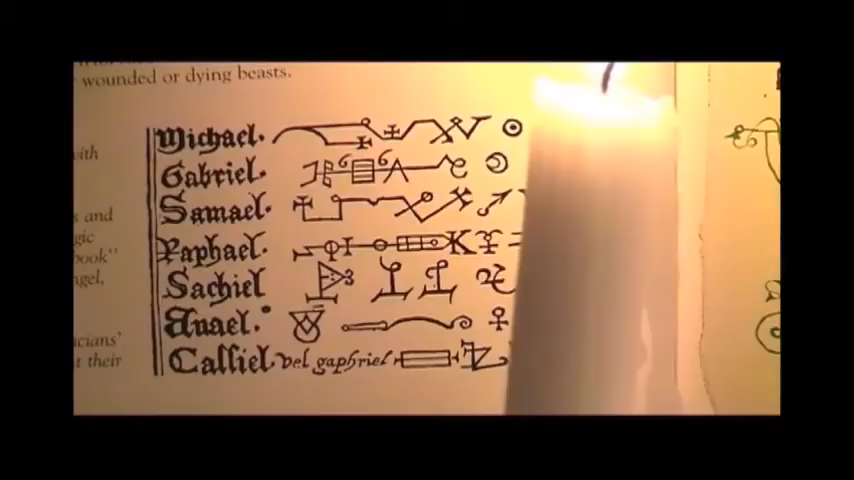 wounded or dying beasts.
with
s and
gic
book"
ngel,
icians'
t their
Michael.
Gabriel.
Samael.
Raphael.
Sachiel
Anael.
Cassiel. vel gaphriel